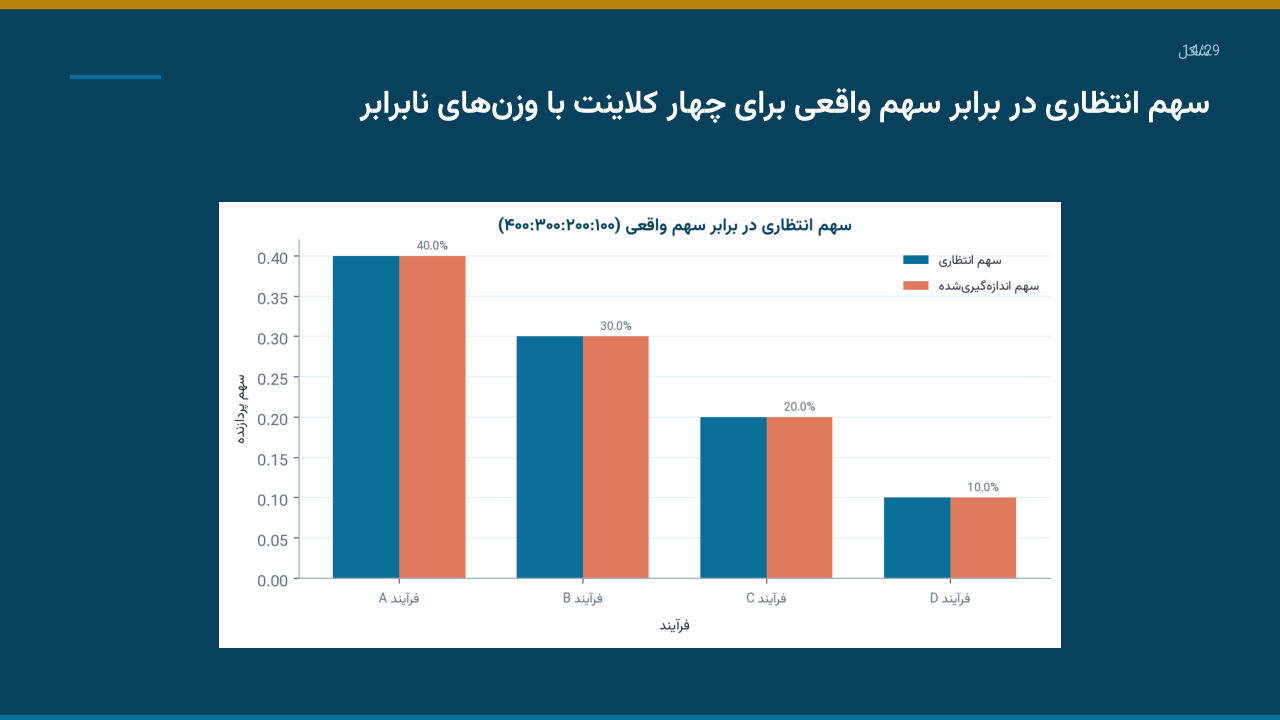 شکل
14/29
سهم انتظاری در برابر سهم واقعی برای چهار کلاینت با وزن‌های نابرابر
سهم انتظاری در برابر سهم واقعی (۴۰۰:۳۰۰:۲۰۰:۱۰۰)
سهم انتظاری
سهم اندازه‌گیری‌شده
سهم پردازنده
0.40
0.35
0.30
0.25
0.20
0.15
0.10
0.05
0.00
40.0%
30.0%
20.0%
10.0%
فرآیند A
فرآیند B
فرآیند C
فرآیند D
فرآیند